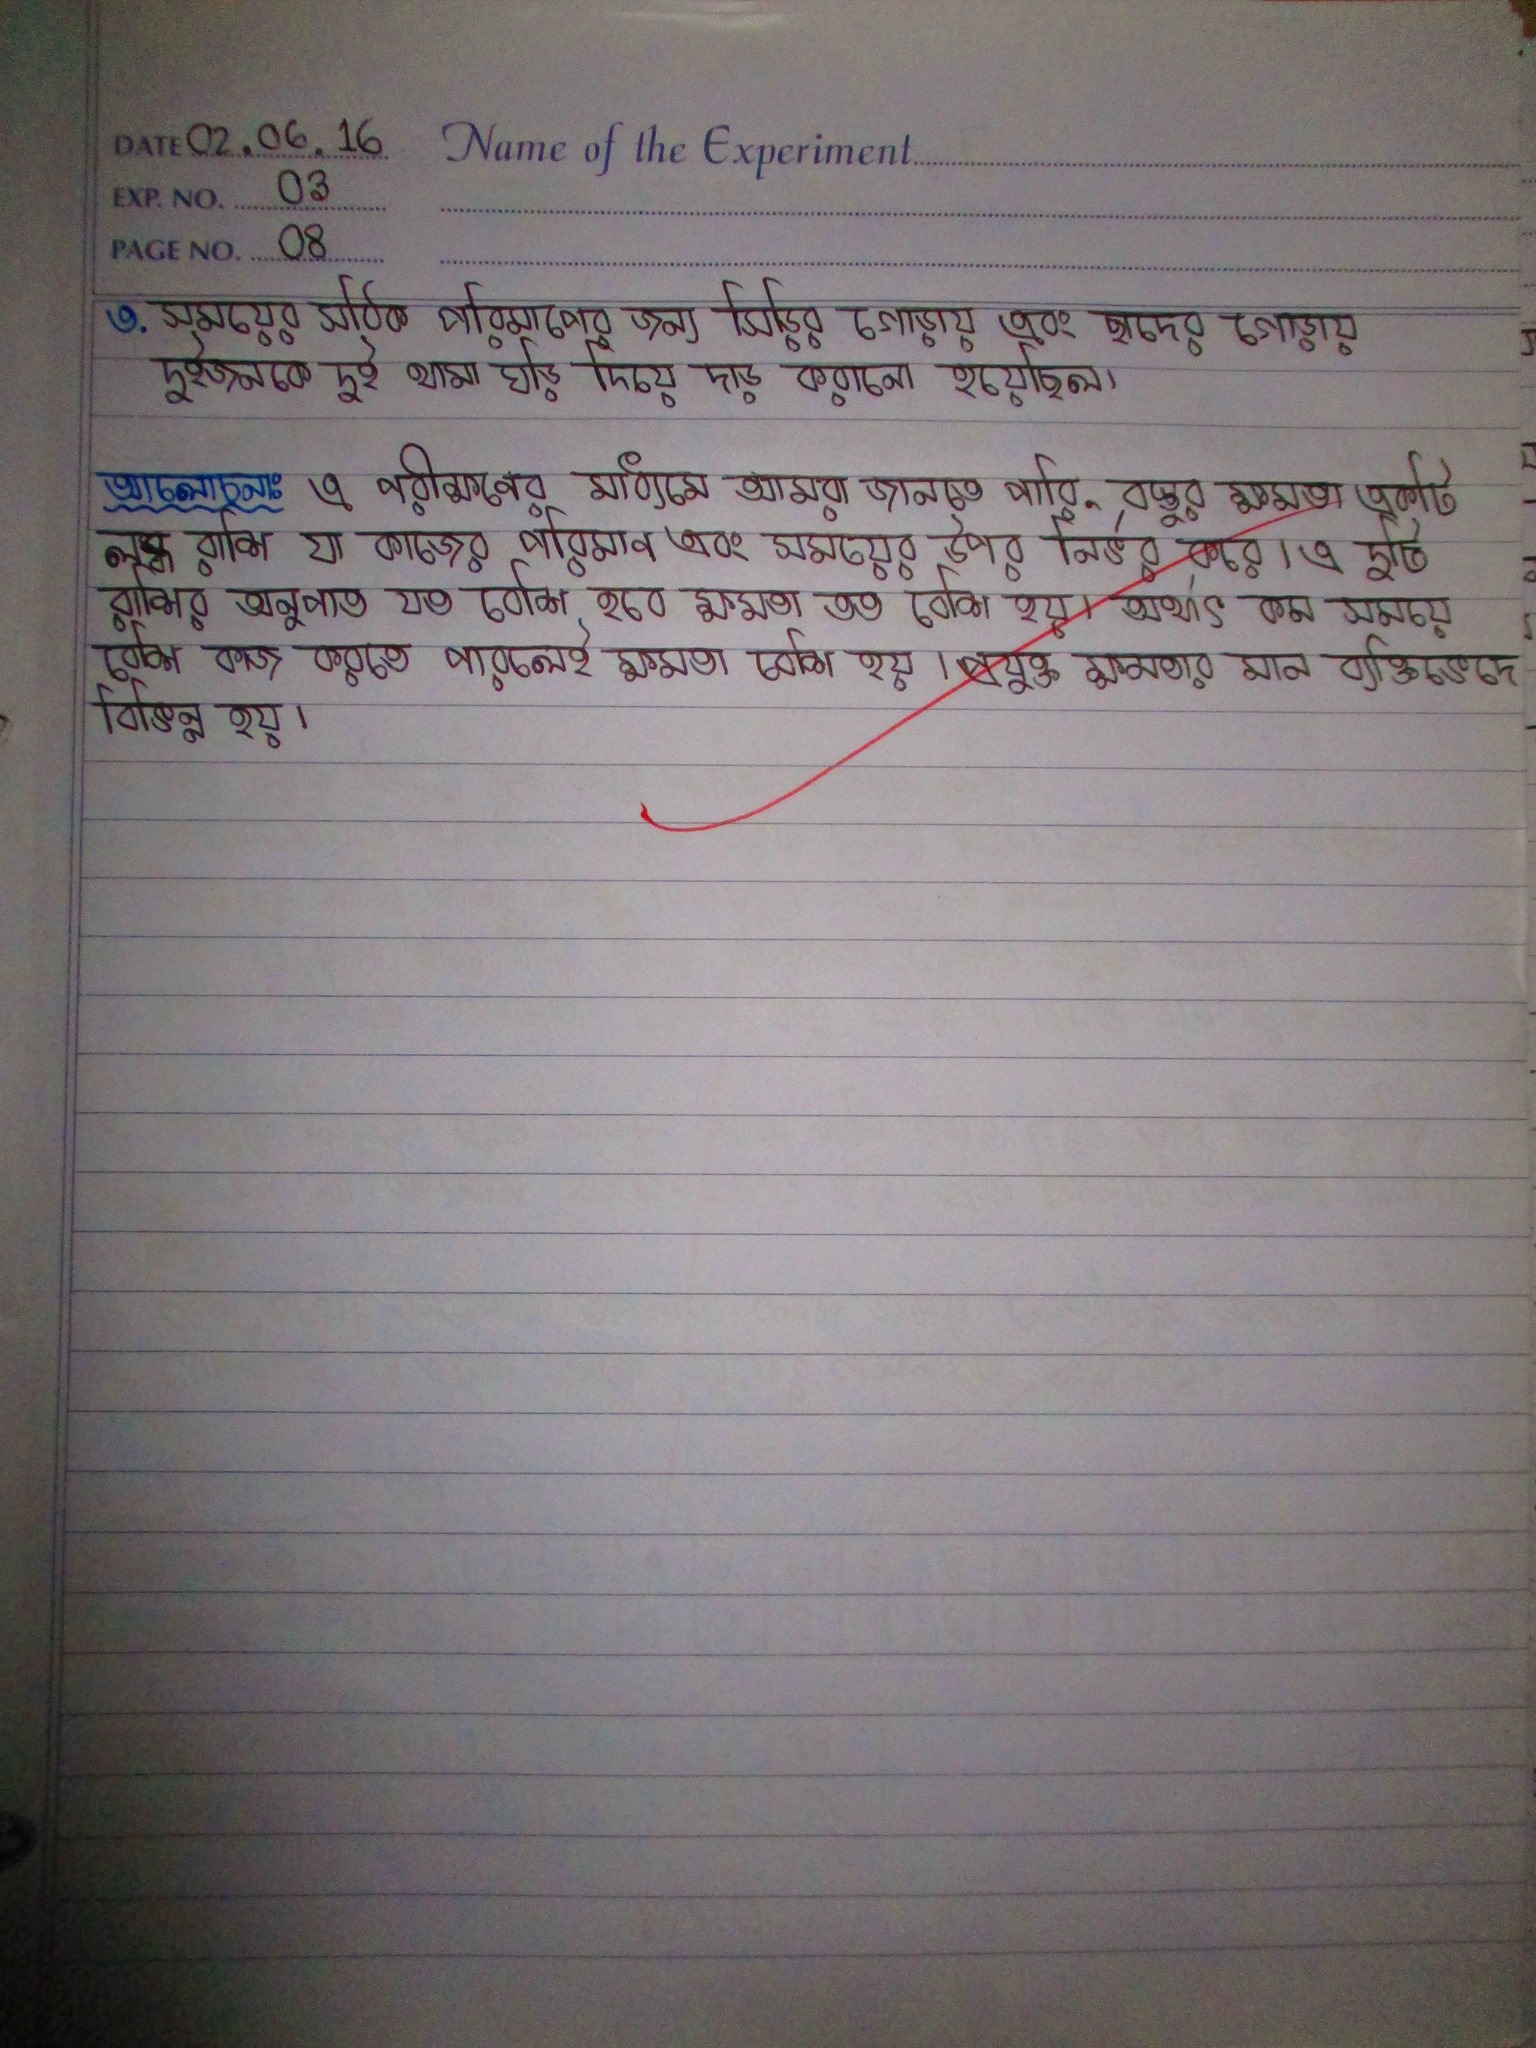 DATE 02.06.16 Name of the Experiment
EXP. NO. 03
PAGE NO. 08
৩. সময়ের সঠিক পরিমাপের জন্য সিড়ির গোড়ায় এবং ছাদের গোড়ায়
দুইজনকে দুই থামা ঘড়ি দিয়ে দাড় করানো হয়েছিল।
আলোচনাঃ এ পরীক্ষণের মাধ্যমে আমরা জানতে পারি, বস্তুর ক্ষমতা একটি
লব্ধ রাশি যা কাজের পরিমান এবং সময়ের উপর নির্ভর করে। এ দুটি
রাশির অনুপাত যত বেশি হবে ক্ষমতা তত বেশি হয়। অর্থাৎ কম সময়ে
বেশি কাজ করতে পারলেই ক্ষমতা বেশি হয়। প্রযুক্ত ক্ষমতার মান ব্যক্তিভেদে
বিভিন্ন হয়।